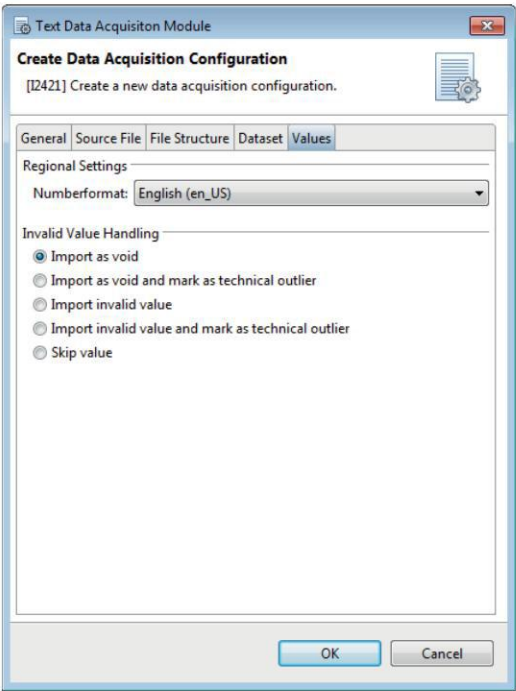 Text Data Acquisiton Module
Create Data Acquisition Configuration
[I2421] Create a new data acquisition configuration.
General Source File File Structure Dataset Values
Regional Settings
Numberformat: English (en_US)
Invalid Value Handling
Import as void
Import as void and mark as technical outlier
Import invalid value
Import invalid value and mark as technical outlier
Skip value
OK Cancel